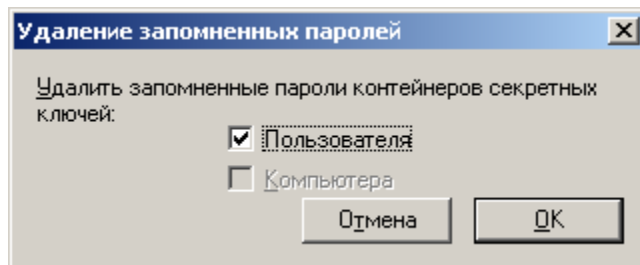 Удаление запомненных паролей
Удалить запомненные пароли контейнеров секретных
ключей:
Пользователя
Компьютера
Отмена
OK